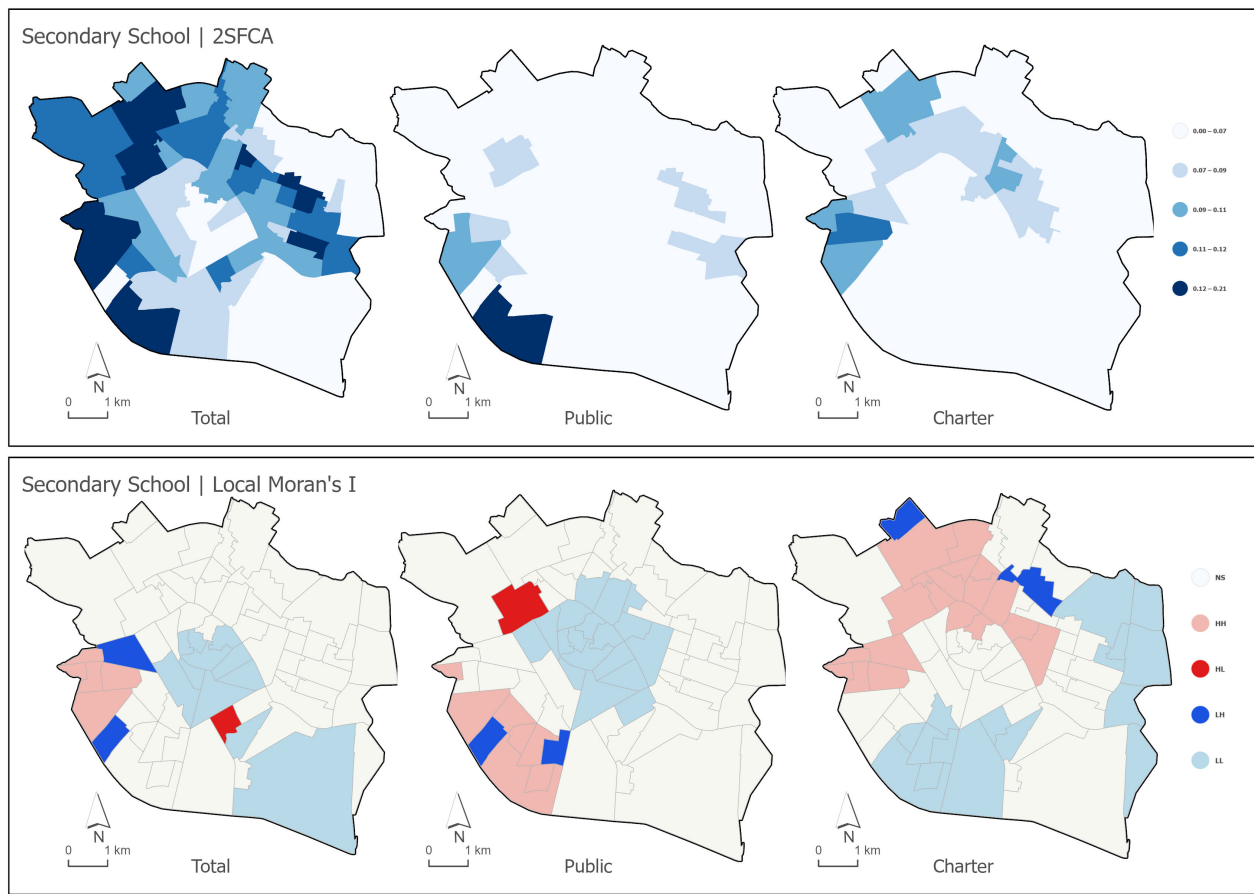 Secondary School | 2SFCA
0.00 – 0.07
0.07 – 0.09
0.09 – 0.11
0.11 – 0.12
0.12 – 0.21
N
0 1 km
Total
N
0 1 km
Public
N
0 1 km
Charter
Secondary School | Local Moran's I
NS
HH
HL
LH
LL
N
0 1 km
Total
N
0 1 km
Public
N
0 1 km
Charter